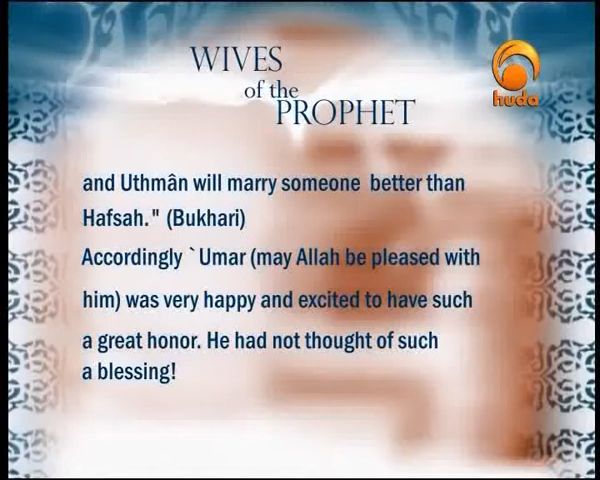 WIVES
of the
PROPHET
huda
and Uthmân will marry someone better than
Hafsah." (Bukhari)
Accordingly `Umar (may Allah be pleased with
him) was very happy and excited to have such
a great honor. He had not thought of such
a blessing!